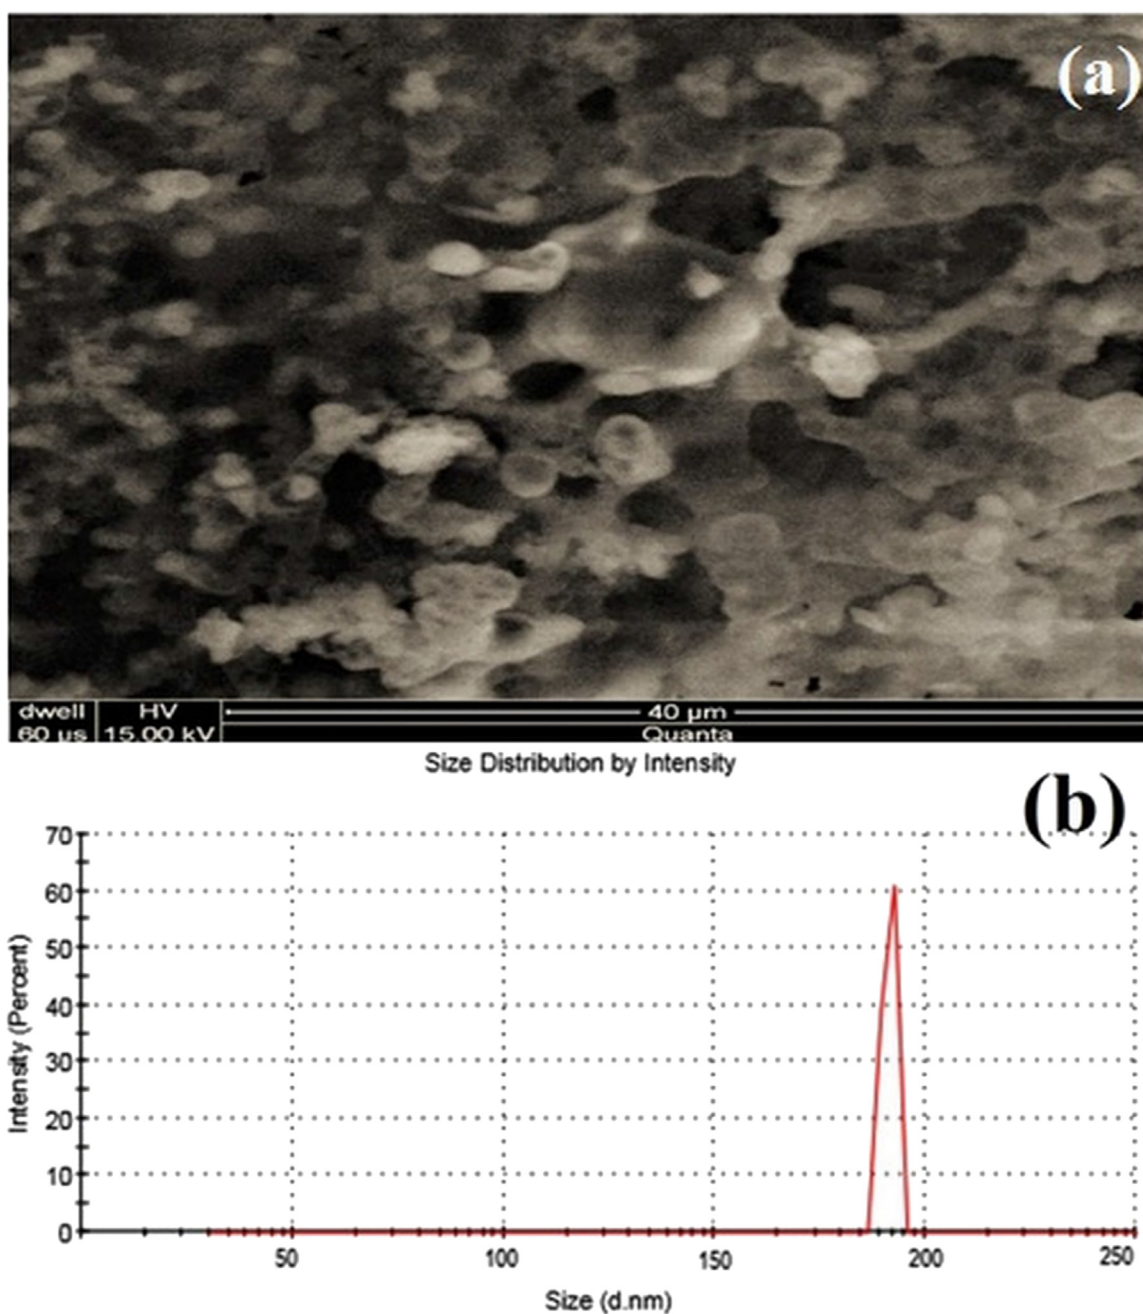 (a)
dwell HV 40 µm
60 µs 15.00 kV Quanta
Size Distribution by Intensity
(b)
70
60
50
40
30
20
10
0
Intensity (Percent)
50 100 150 200 250
Size (d.nm)